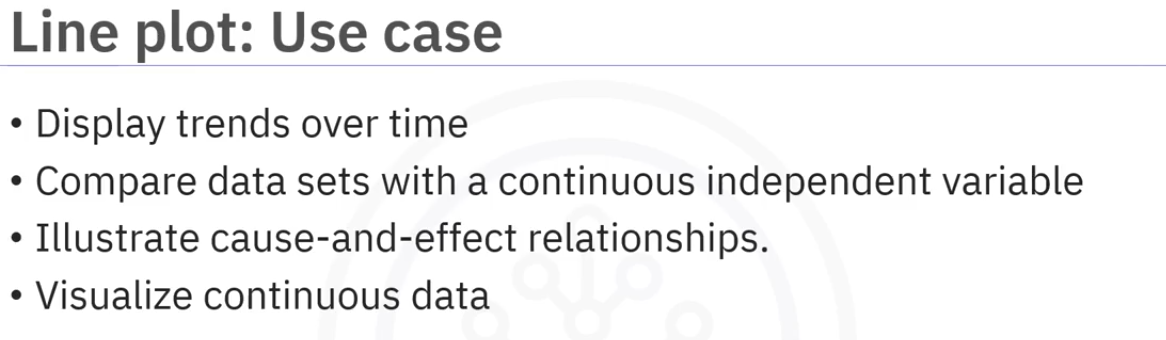 Line plot: Use case
• Display trends over time
• Compare data sets with a continuous independent variable
• Illustrate cause-and-effect relationships.
• Visualize continuous data